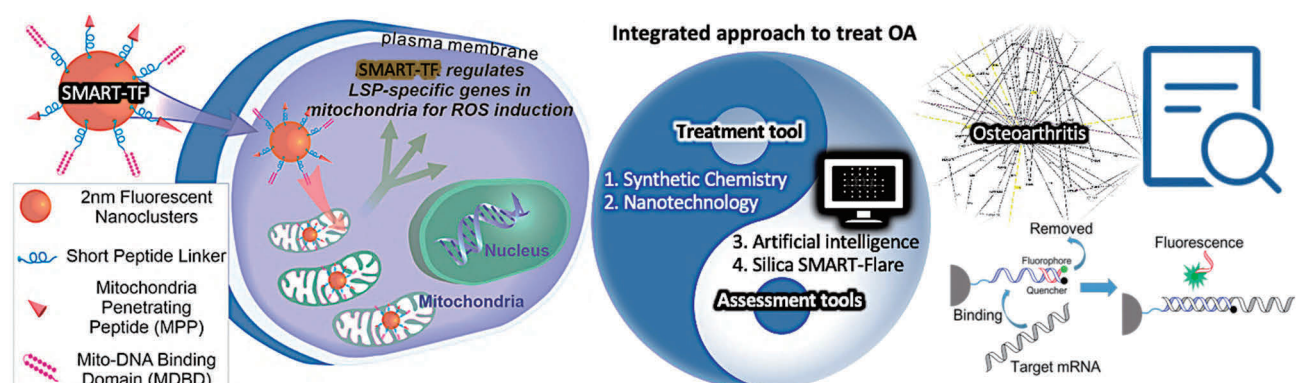 SMART-TF
2nm Fluorescent
Nanoclusters
Short Peptide Linker
Mitochondria
Penetrating
Peptide (MPP)
Mito-DNA Binding
Domain (MDBD)
plasma membrane
SMART-TF regulates
LSP-specific genes in
mitochondria for ROS induction
Nucleus
Mitochondria
Integrated approach to treat OA
Treatment tool
1. Synthetic Chemistry
2. Nanotechnology
3. Artificial intelligence
4. Silica SMART-Flare
Assessment tools
Osteoarthritis
Removed
Fluorophore
Quencher
Binding
Target mRNA
Fluorescence